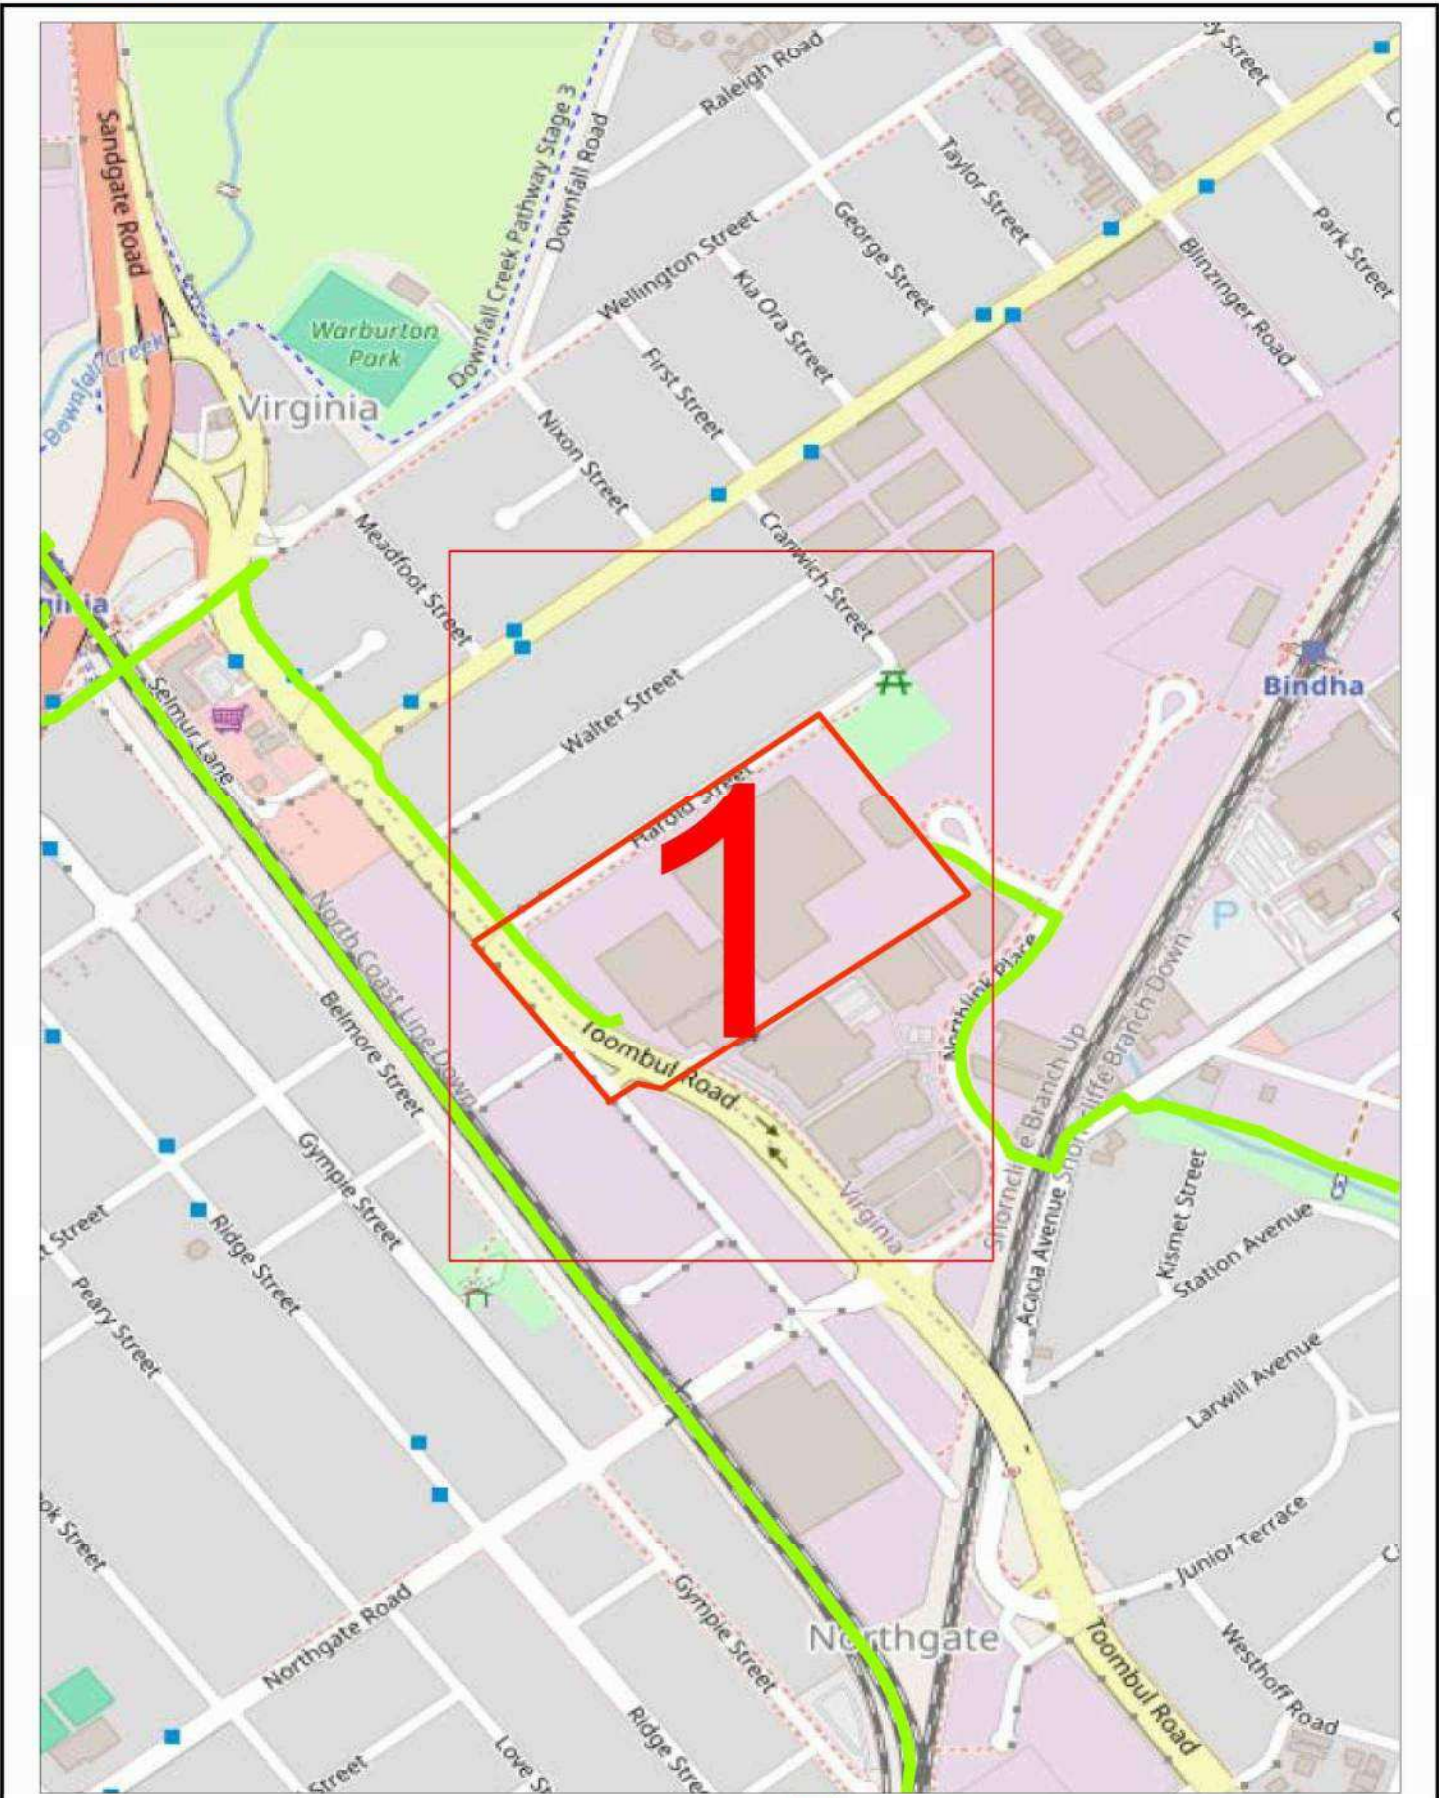 Raleigh Road
Sandgate Road
Downfall Creek Pathway Stage 3
Downfall Road
Taylor Street
Park Street
Wellington Street
George Street
Blinzinger Road
Kia Ora Street
Warburton
Park
First Street
Virginia
Nixon Street
Cranwich Street
Meadfoot Street
Bindha
Selmur Lane
Walter Street
Harold Street
1
P
North Coast Line Down
Northlink Place
Belmore Street
Toombul Road
Shorncliffe Branch Up
Shorncliffe Branch Down
Gympie Street
Virginia
Kismet Street
Acacia Avenue
Station Avenue
Ridge Street
Peary Street
Larwill Avenue
Junior Terrace
Northgate Road
Gympie Street
Northgate
Toombul Road
Westhoff Road
Ridge Stre
Love St
Street